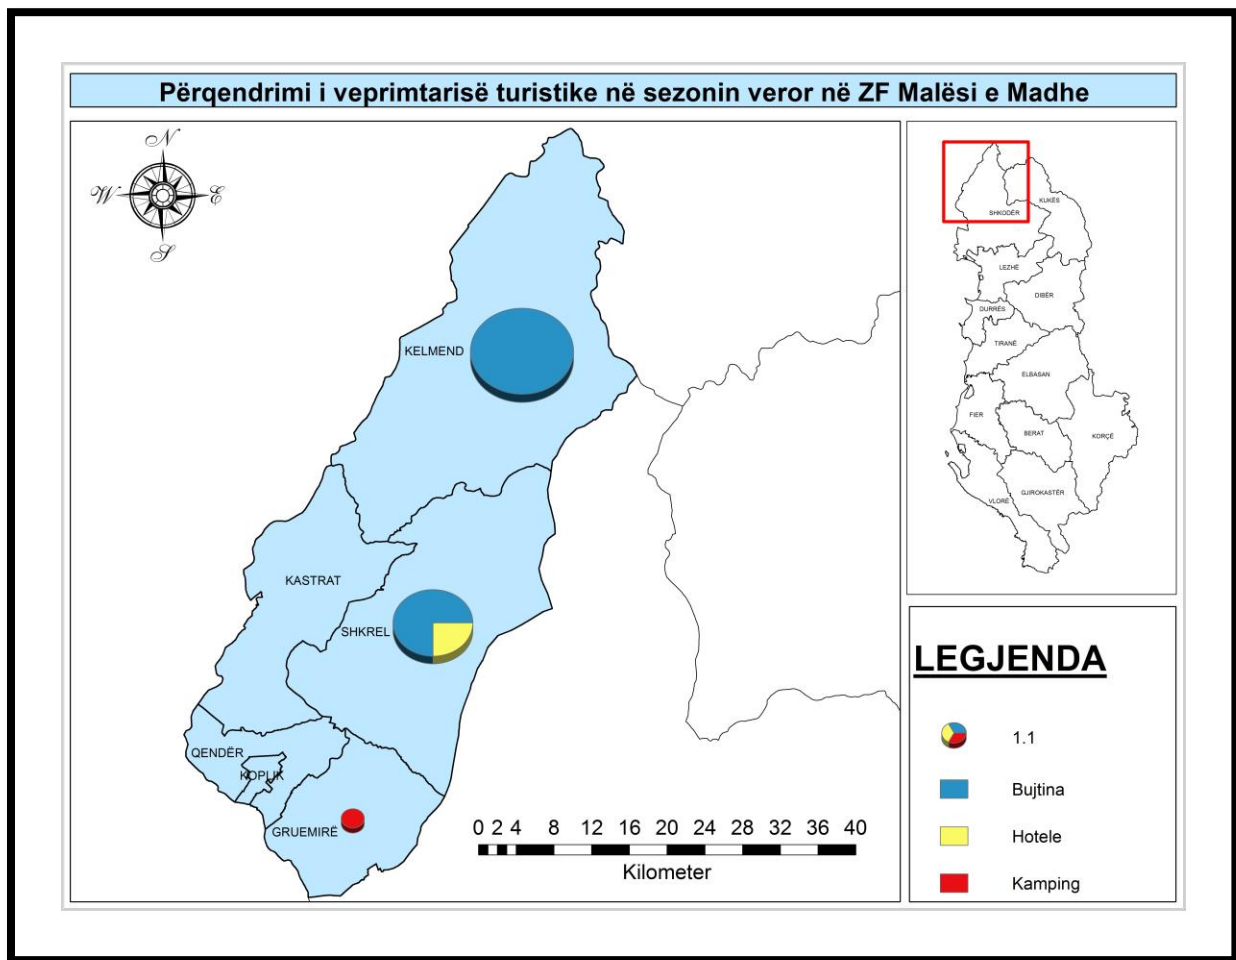 Përqendrimi i veprimtarisë turistike në sezonin veror në ZF Malësi e Madhe
N
W
E
S
KELMEND
KASTRAT
SHKREL
QENDËR
KOPLIK
GRUEMIRË
0 2 4 8 12 16 20 24 28 32 36 40
Kilometer
KUKËS
SHKODËR
LEZHË
DIBËR
DURRËS
TIRANË
ELBASAN
FIER
BERAT
KORÇË
GJIROKASTËR
VLORË
LEGJENDA
1.1
Bujtina
Hotele
Kamping